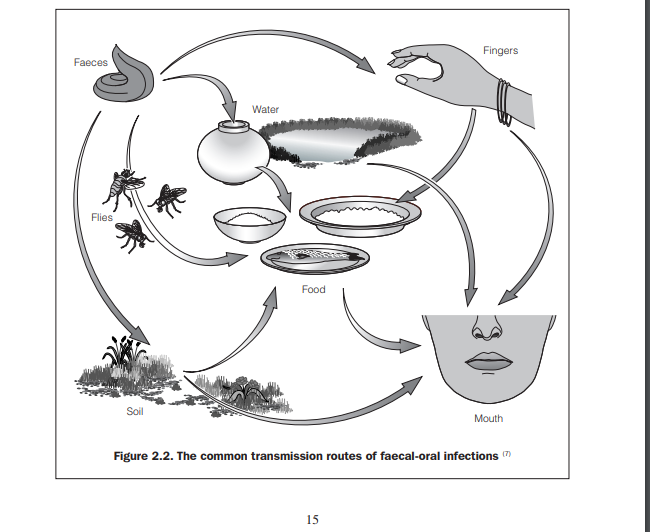 Faeces
Fingers
Water
Flies
Food
Soil
Mouth
Figure 2.2. The common transmission routes of faecal-oral infections (7)
15